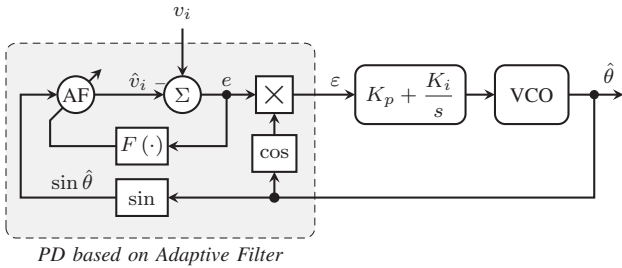 v_i
AF
v̂_i
−
Σ
e
×
ε
K_p + K_i/s
VCO
θ̂
F(·)
cos
sin θ̂
sin
PD based on Adaptive Filter